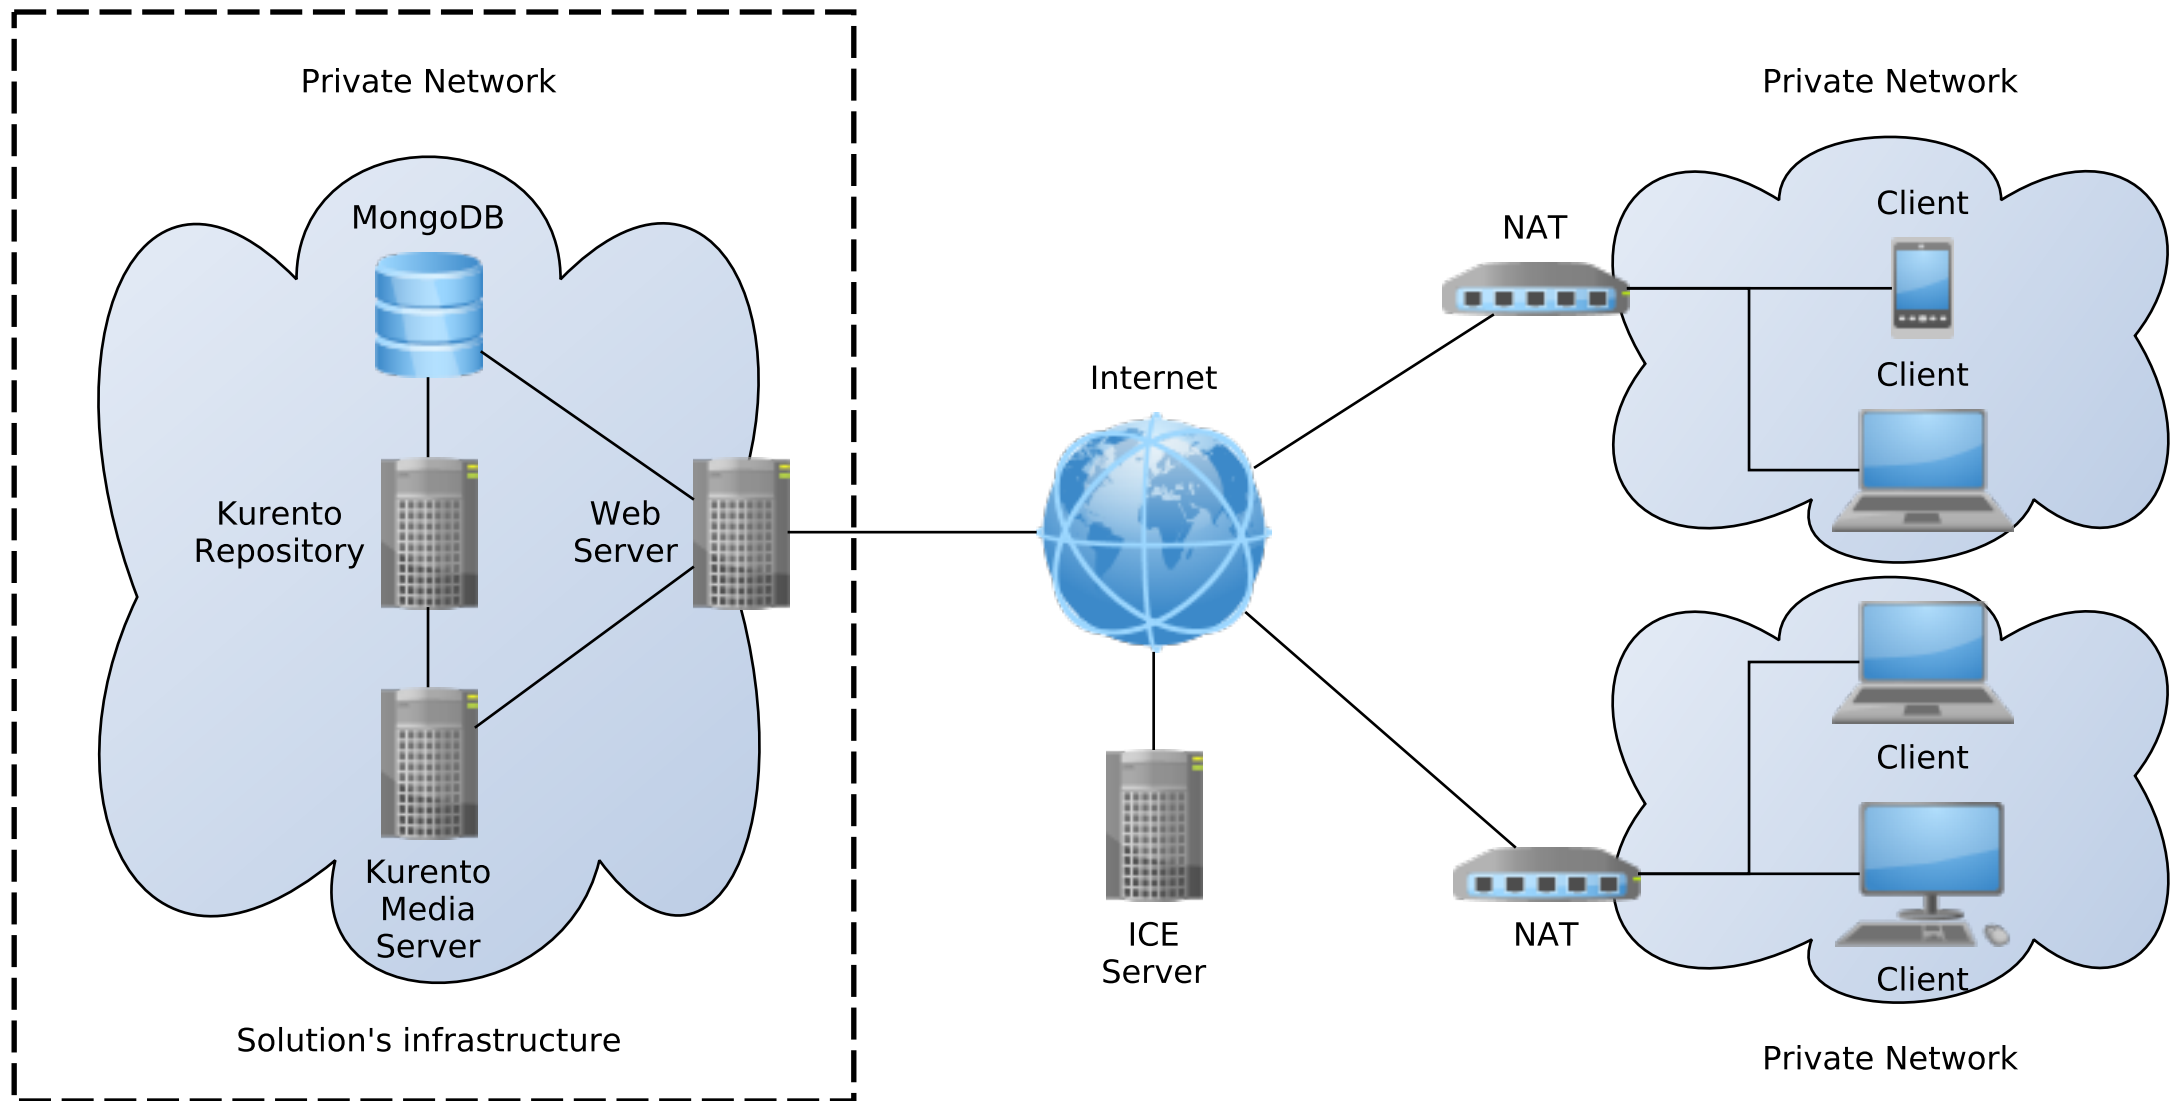 Private Network
MongoDB
Kurento
Repository
Web
Server
Kurento
Media
Server
Solution's infrastructure
Internet
ICE
Server
NAT
NAT
Private Network
Client
Client
Client
Client
Private Network